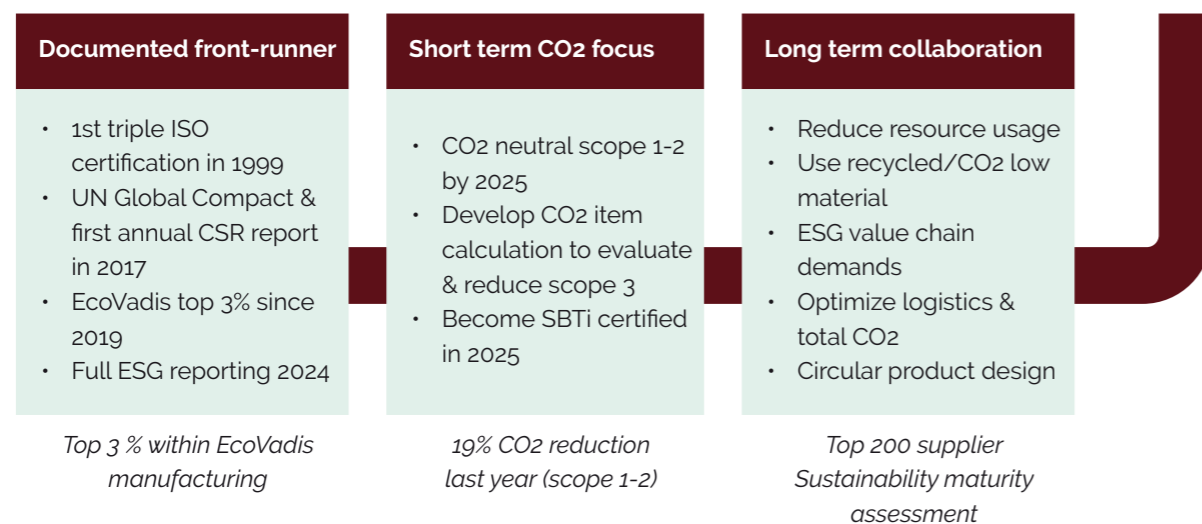 Documented front-runner
• 1st triple ISO
certification in 1999
• UN Global Compact &
first annual CSR report
in 2017
• EcoVadis top 3% since
2019
• Full ESG reporting 2024
Top 3 % within EcoVadis
manufacturing
Short term CO2 focus
• CO2 neutral scope 1-2
by 2025
• Develop CO2 item
calculation to evaluate
& reduce scope 3
• Become SBTi certified
in 2025
19% CO2 reduction
last year (scope 1-2)
Long term collaboration
• Reduce resource usage
• Use recycled/CO2 low
material
• ESG value chain
demands
• Optimize logistics &
total CO2
• Circular product design
Top 200 supplier
Sustainability maturity
assessment